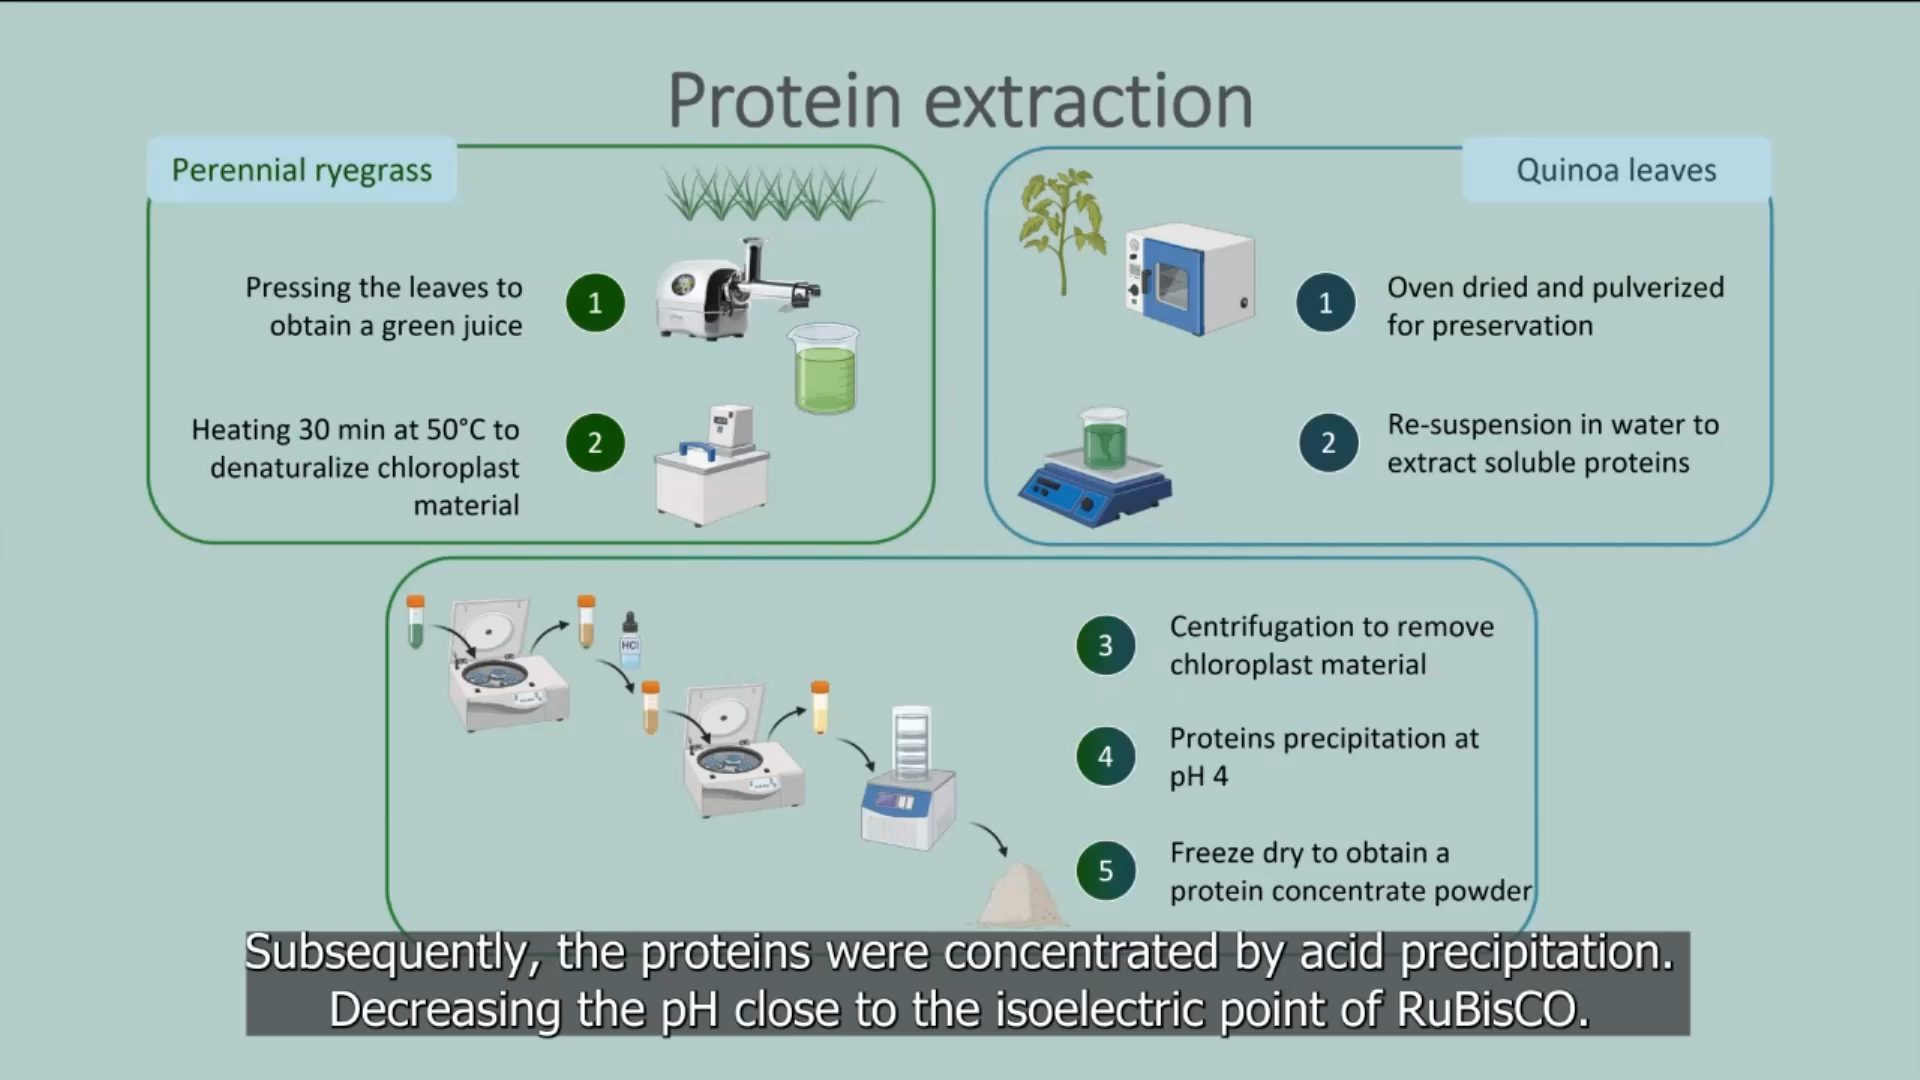 Protein extraction
Perennial ryegrass
Pressing the leaves to
obtain a green juice
1
Heating 30 min at 50°C to
denaturalize chloroplast
material
2
Quinoa leaves
1
Oven dried and pulverized
for preservation
2
Re-suspension in water to
extract soluble proteins
HCl
3
Centrifugation to remove
chloroplast material
4
Proteins precipitation at
pH 4
5
Freeze dry to obtain a
protein concentrate powder
Subsequently, the proteins were concentrated by acid precipitation.
Decreasing the pH close to the isoelectric point of RuBisCO.